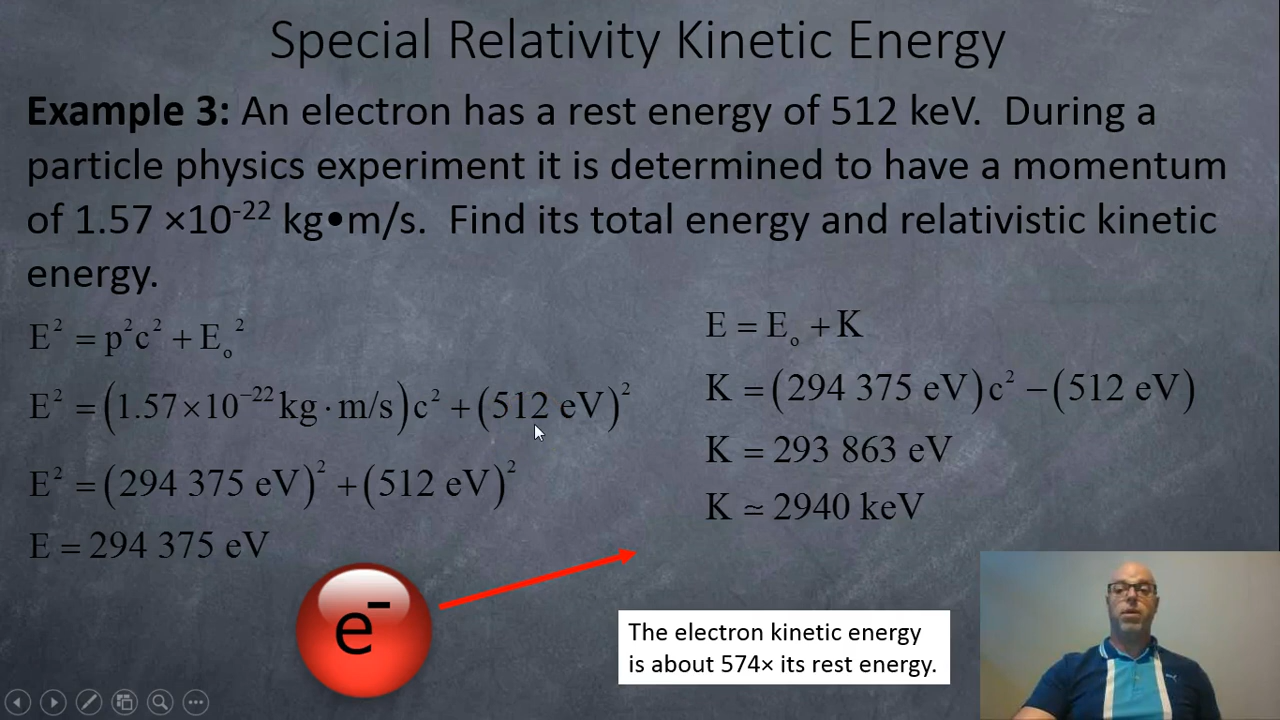 Special Relativity Kinetic Energy
Example 3: An electron has a rest energy of 512 keV. During a
particle physics experiment it is determined to have a momentum
of 1.57 ×10⁻²² kg•m/s. Find its total energy and relativistic kinetic
energy.
E² = p²c² + Eₒ²
E² = (1.57×10⁻²² kg · m/s)c² + (512 eV)²
E² = (294 375 eV)² + (512 eV)²
E = 294 375 eV
E = Eₒ + K
K = (294 375 eV)c² − (512 eV)
K = 293 863 eV
K ≃ 2940 keV
e⁻
The electron kinetic energy
is about 574× its rest energy.